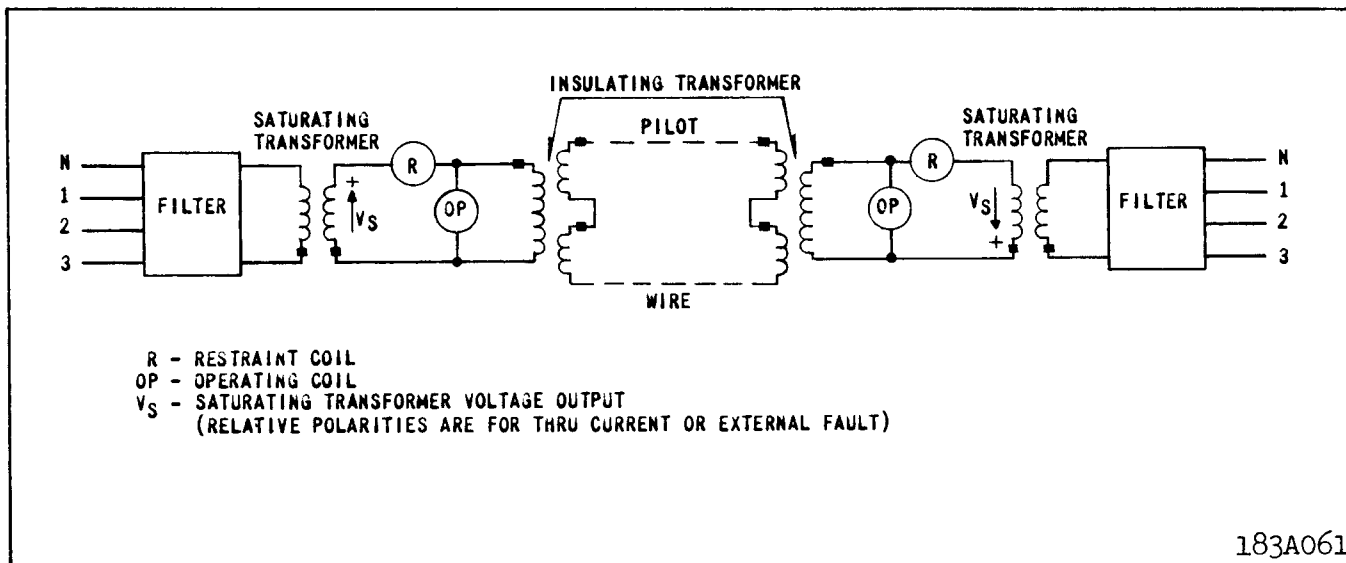 INSULATING TRANSFORMER
SATURATING
TRANSFORMER
PILOT
SATURATING
TRANSFORMER
N
1
2
3
FILTER
+
VS
R
OP
WIRE
OP
R
VS
+
FILTER
N
1
2
3
R - RESTRAINT COIL
OP - OPERATING COIL
VS - SATURATING TRANSFORMER VOLTAGE OUTPUT
(RELATIVE POLARITIES ARE FOR THRU CURRENT OR EXTERNAL FAULT)
183A061